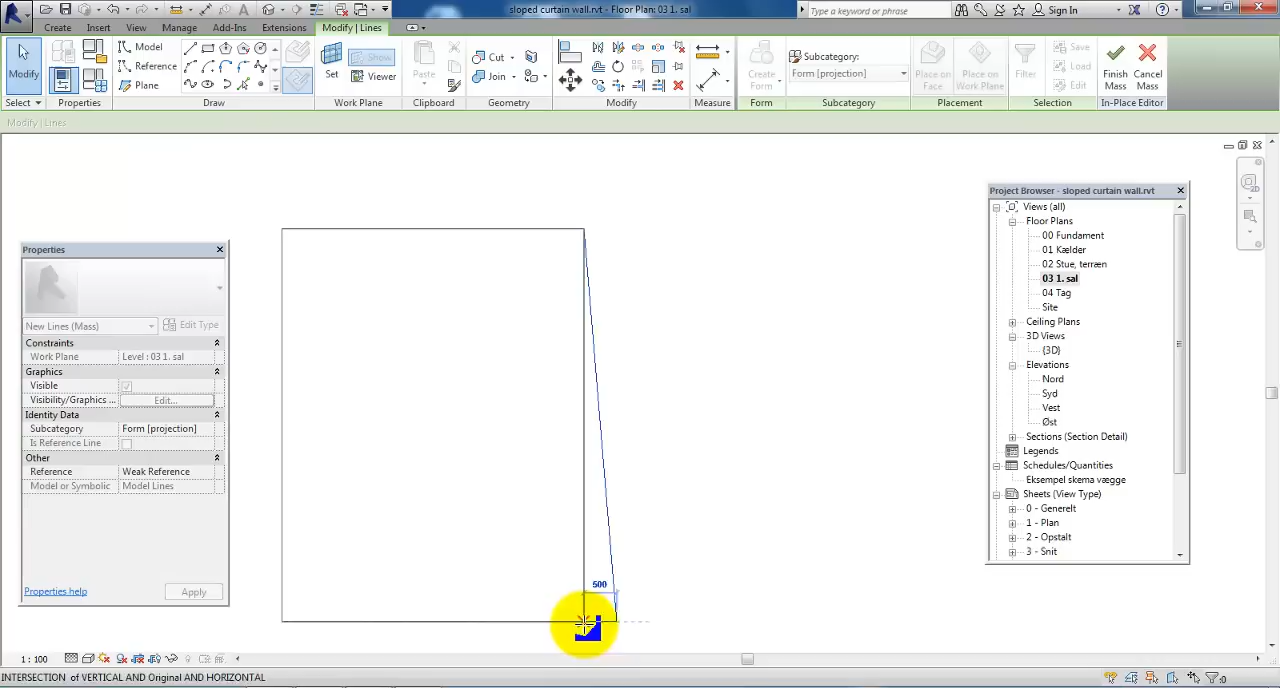 sloped curtain wall.rvt - Floor Plan: 03 1. sal
Type a keyword or phrase
Sign In
Create
Insert
View
Manage
Add-Ins
Extensions
Modify | Lines
Modify
Model
Reference
Plane
Set
Show
Viewer
Paste
Cut
Join
Create
Form
Subcategory:
Form [projection]
Place on
Face
Place on
Work Plane
Filter
Save
Load
Edit
Finish
Mass
Cancel
Mass
Select
Properties
Draw
Work Plane
Clipboard
Geometry
Modify
Measure
Form
Subcategory
Placement
Selection
In-Place Editor
Modify | Lines
Properties
New Lines (Mass)
Edit Type
Constraints
Work Plane
Level : 03 1. sal
Graphics
Visible
Visibility/Graphics ...
Edit...
Identity Data
Subcategory
Form [projection]
Is Reference Line
Other
Reference
Weak Reference
Model or Symbolic
Model Lines
Properties help
Apply
500
Project Browser - sloped curtain wall.rvt
Views (all)
Floor Plans
00 Fundament
01 Kælder
02 Stue, terræn
03 1. sal
04 Tag
Site
Ceiling Plans
3D Views
{3D}
Elevations
Nord
Syd
Vest
Øst
Sections (Section Detail)
Legends
Schedules/Quantities
Eksempel skema vægge
Sheets (View Type)
0 - Generelt
1 - Plan
2 - Opstalt
3 - Snit
1 : 100
INTERSECTION of VERTICAL AND Original AND HORIZONTAL
:0